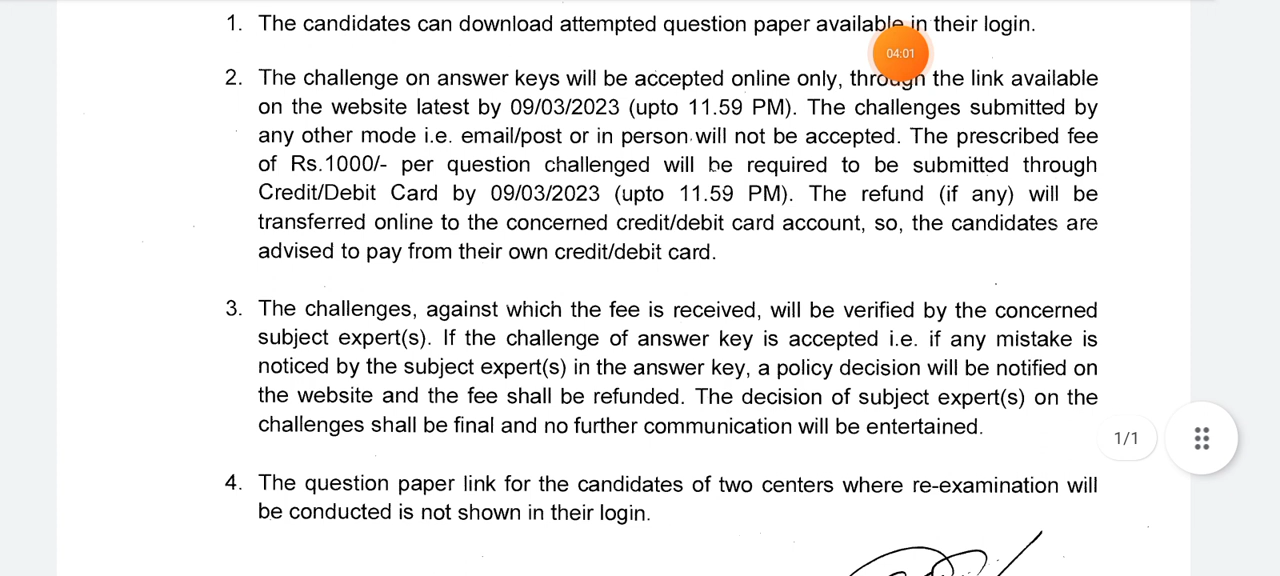 1. The candidates can download attempted question paper available in their login.
04:01
2. The challenge on answer keys will be accepted online only, through the link available
on the website latest by 09/03/2023 (upto 11.59 PM). The challenges submitted by
any other mode i.e. email/post or in person will not be accepted. The prescribed fee
of Rs.1000/- per question challenged will be required to be submitted through
Credit/Debit Card by 09/03/2023 (upto 11.59 PM). The refund (if any) will be
transferred online to the concerned credit/debit card account, so, the candidates are
advised to pay from their own credit/debit card.
3. The challenges, against which the fee is received, will be verified by the concerned
subject expert(s). If the challenge of answer key is accepted i.e. if any mistake is
noticed by the subject expert(s) in the answer key, a policy decision will be notified on
the website and the fee shall be refunded. The decision of subject expert(s) on the
challenges shall be final and no further communication will be entertained.
1/1
4. The question paper link for the candidates of two centers where re-examination will
be conducted is not shown in their login.